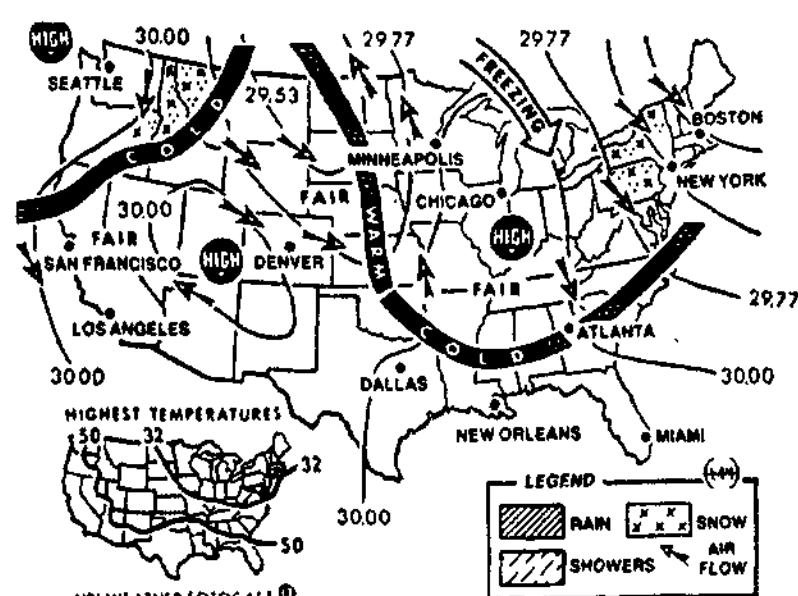 HIGH
30.00
29.77
29.77
SEATTLE
FREEZING
29.53
COLD
BOSTON
MINNEAPOLIS
NEW YORK
FAIR
CHICAGO
30.00
WARM
FAIR
HIGH
SAN FRANCISCO
HIGH
DENVER
FAIR
29.77
LOS ANGELES
COLD
ATLANTA
30.00
30.00
DALLAS
HIGHEST TEMPERATURES
NEW ORLEANS
MIAMI
50
32
32
LEGEND
30.00
RAIN
SNOW
50
SHOWERS
AIR
FLOW